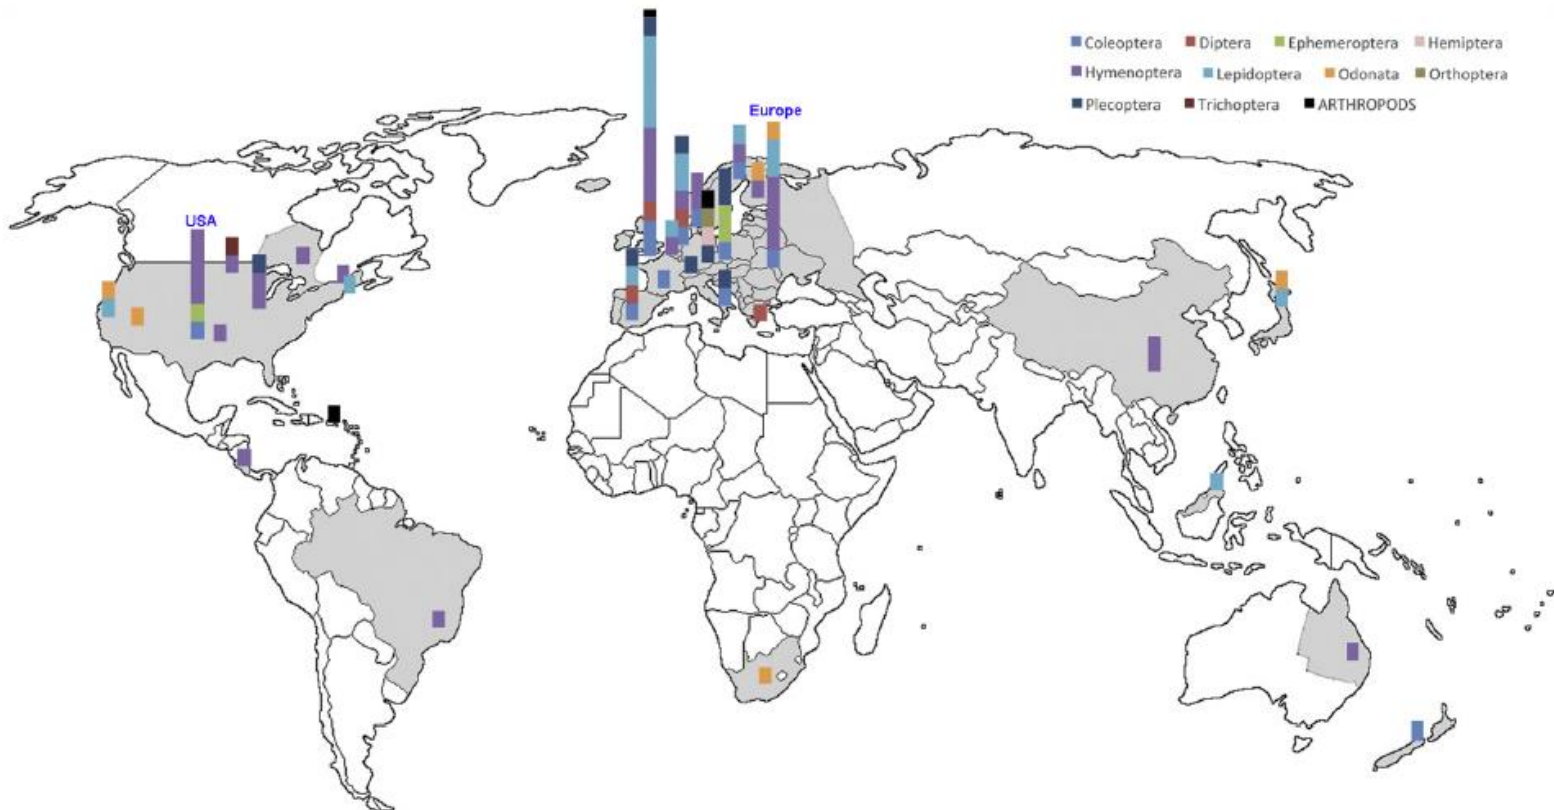 Coleoptera Diptera Ephemeroptera Hemiptera
Hymenoptera Lepidoptera Odonata Orthoptera
Plecoptera Trichoptera ARTHROPODS
Europe
USA